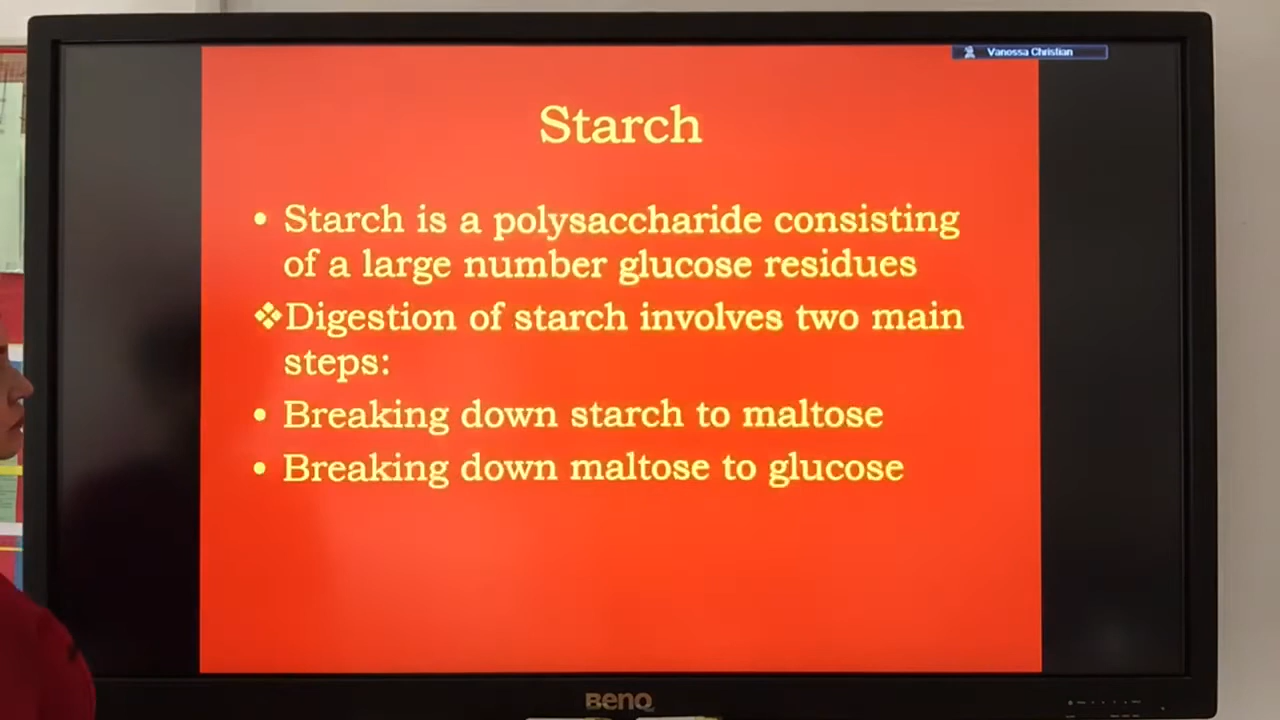 Vanossa Christian
Starch
• Starch is a polysaccharide consisting
of a large number glucose residues
❖Digestion of starch involves two main
steps:
• Breaking down starch to maltose
• Breaking down maltose to glucose
BenQ